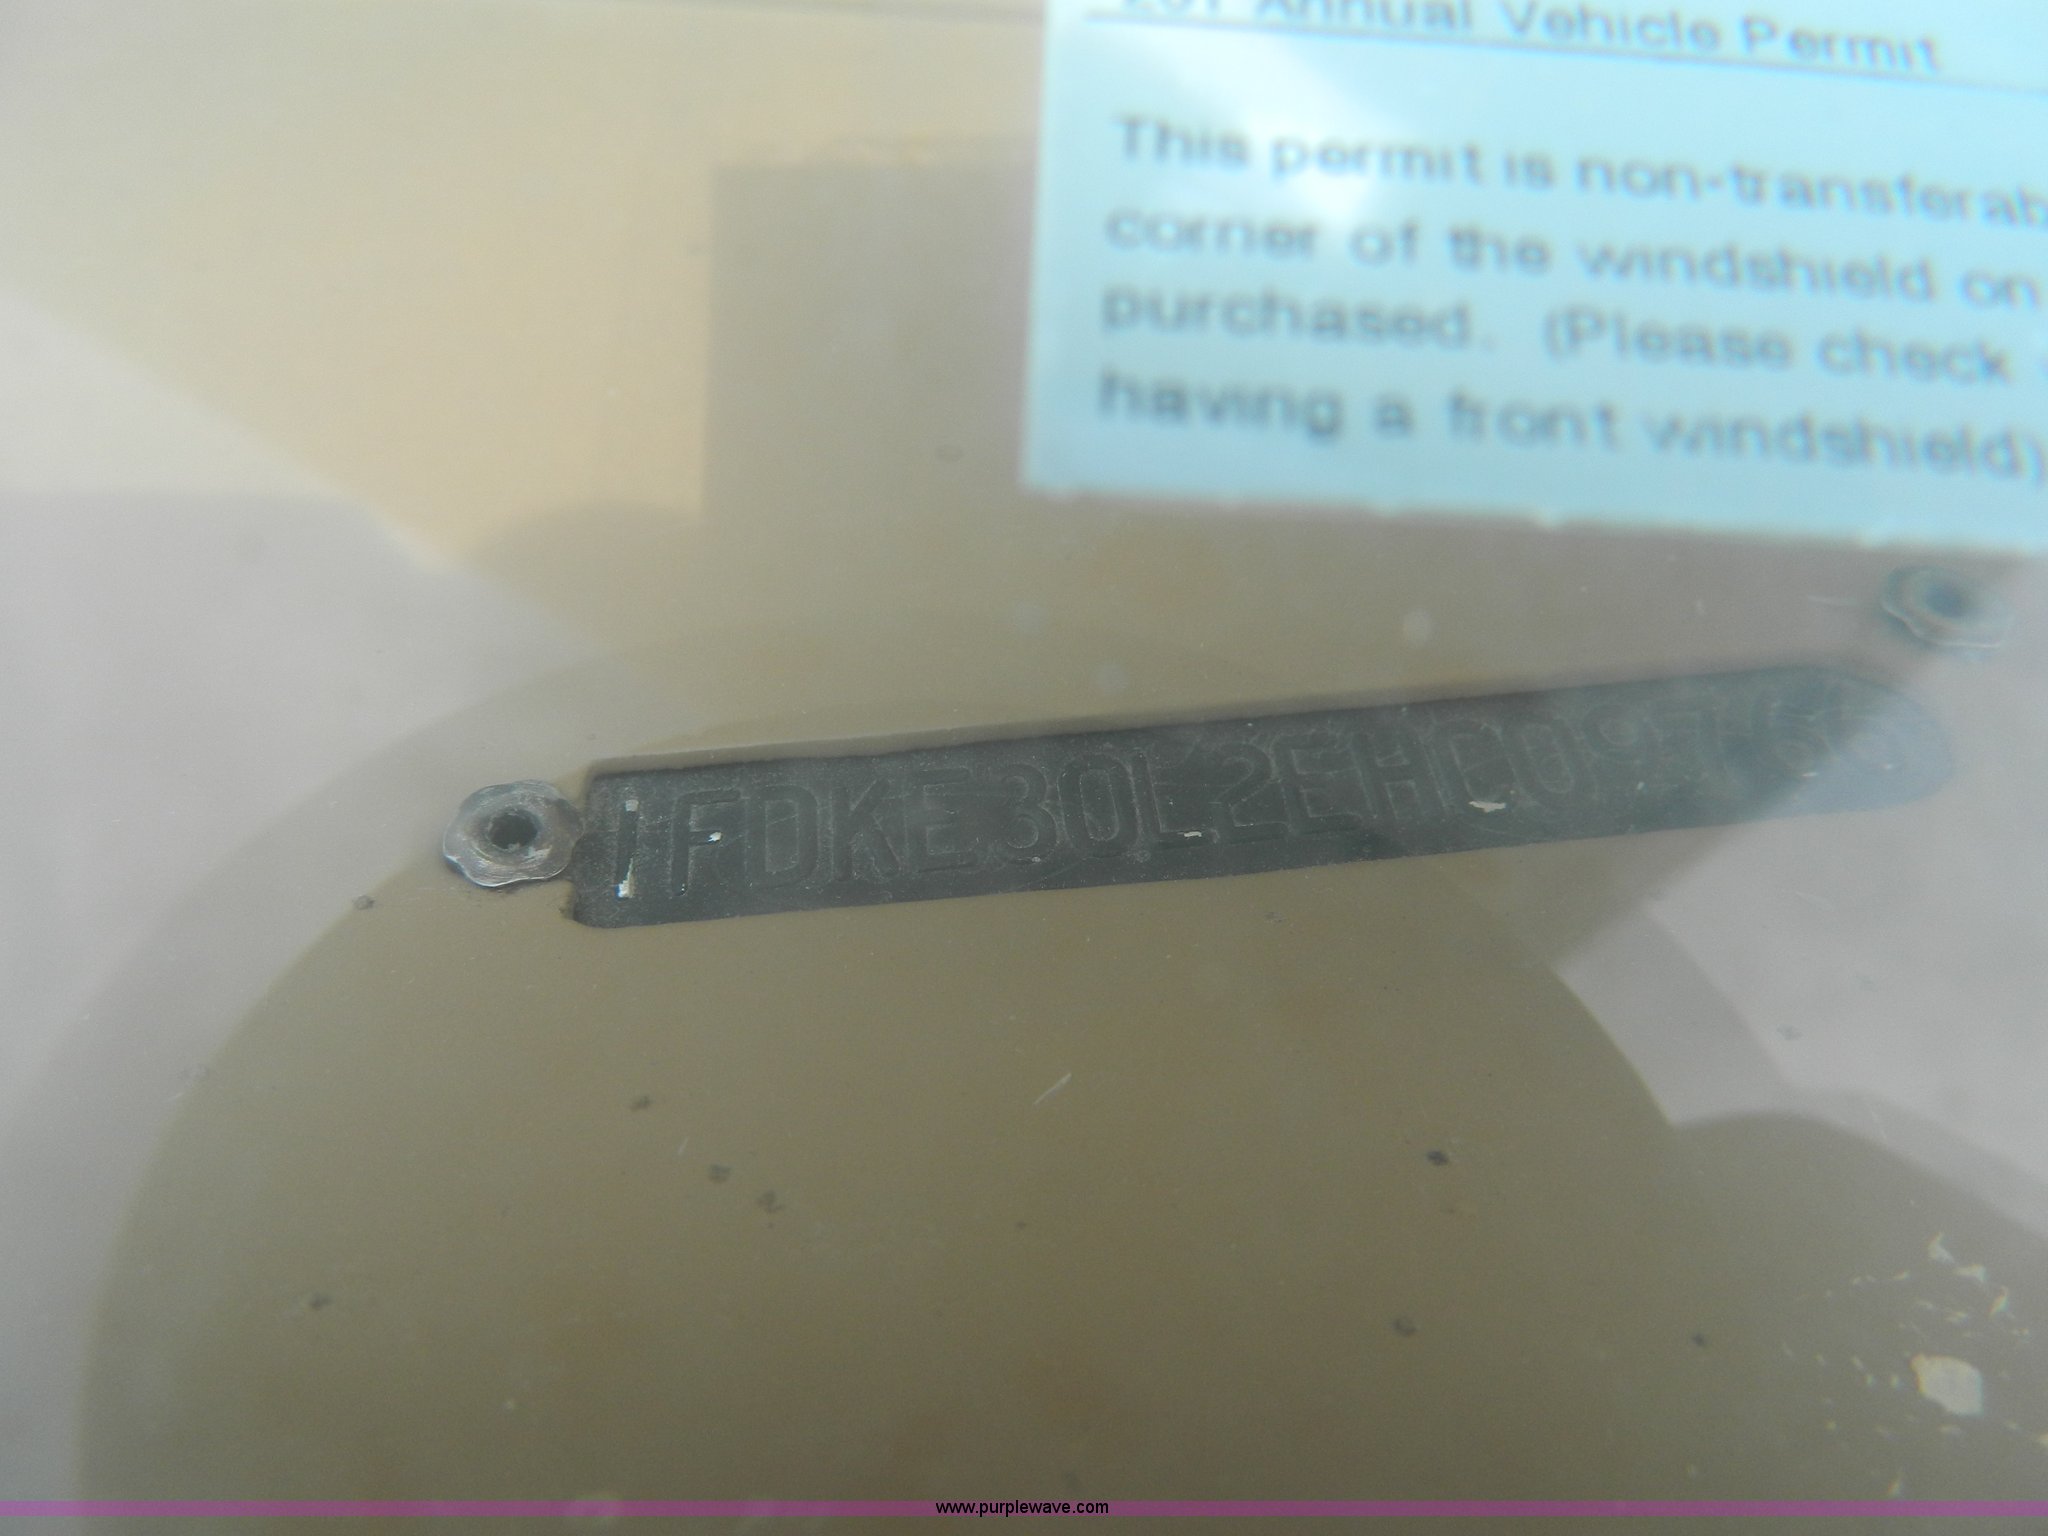 Annual Vehicle Permit
This permit is non-transferab
corner of the windshield on
purchased. (Please check
having a front windshield)
1FDKE30L2EHC09768
www.purplewave.com